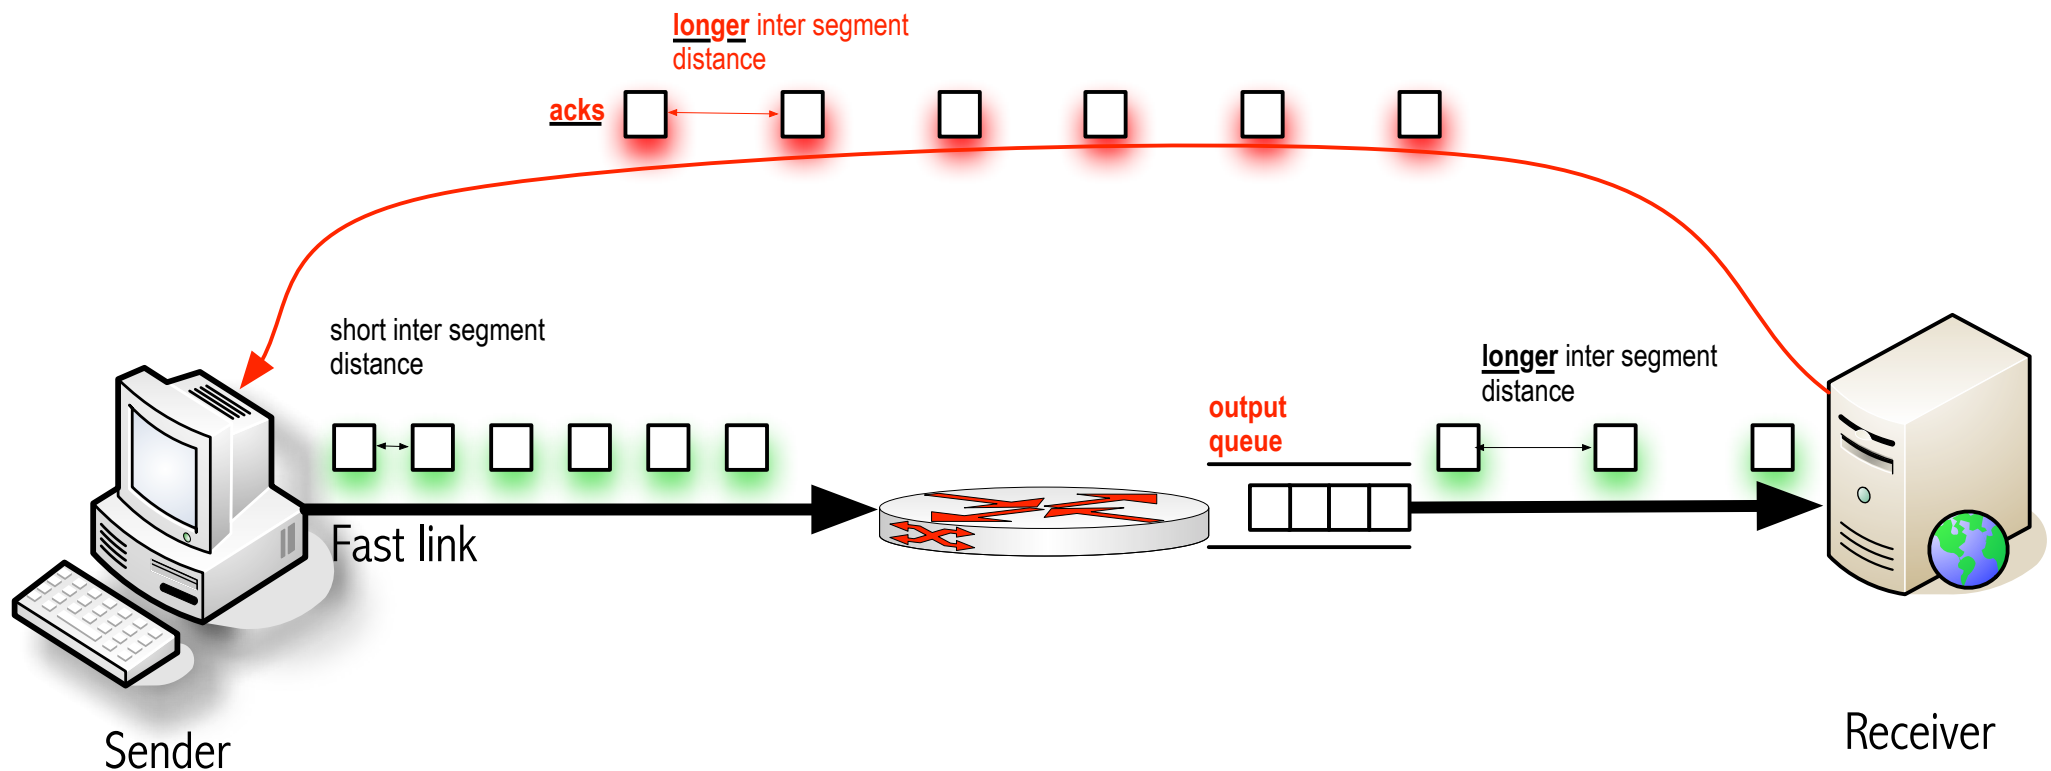 longer inter segment
distance
acks
short inter segment
distance
longer inter segment
distance
output
queue
Fast link
Sender
Receiver